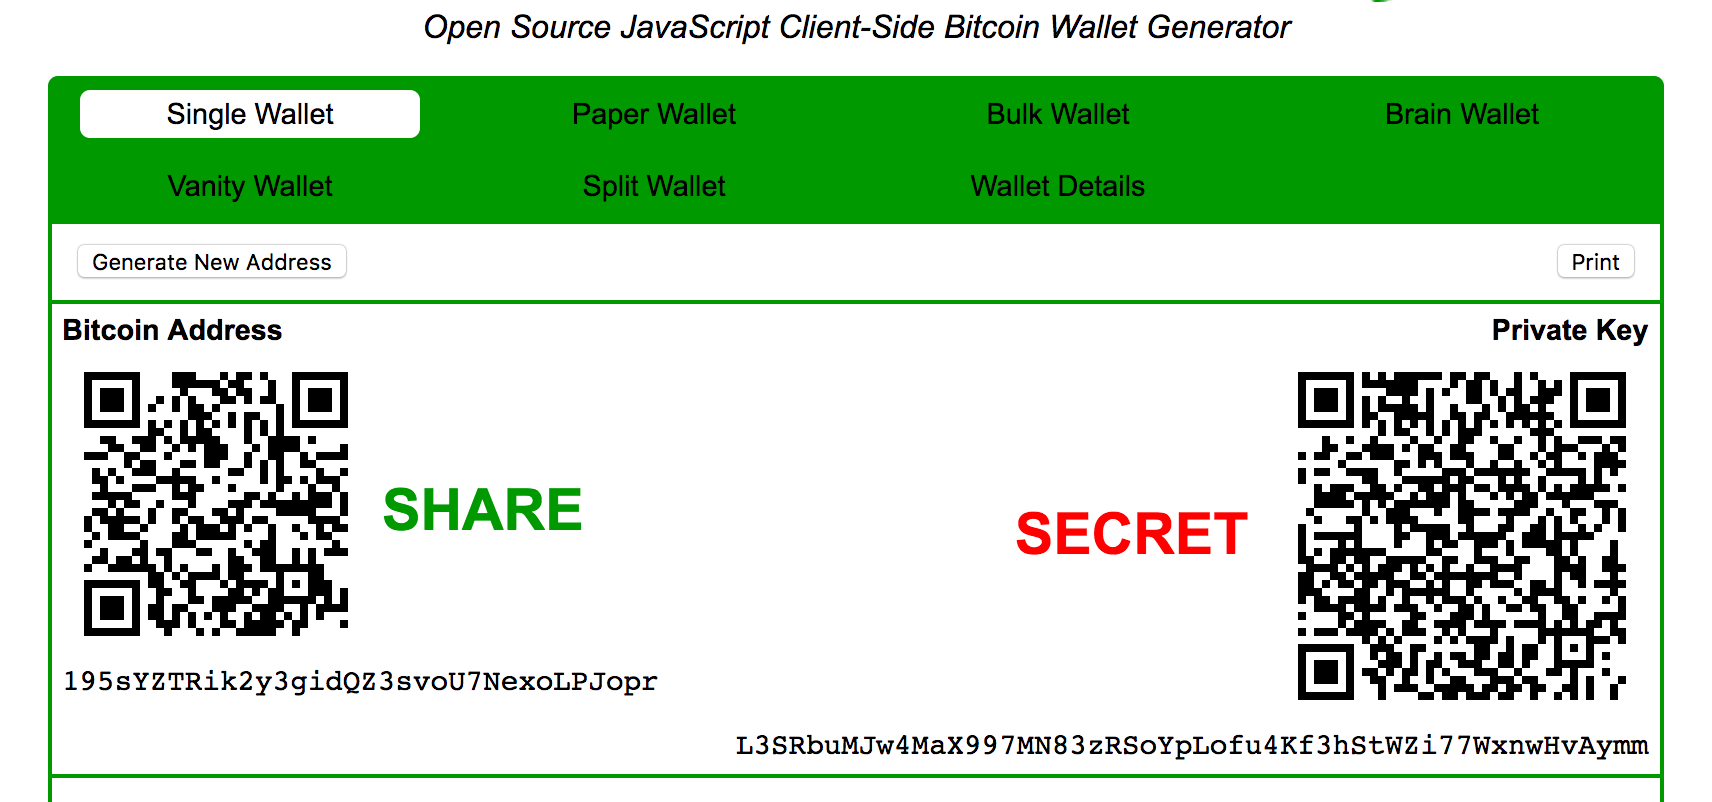 Open Source JavaScript Client-Side Bitcoin Wallet Generator
Single Wallet
Paper Wallet
Bulk Wallet
Brain Wallet
Vanity Wallet
Split Wallet
Wallet Details
Generate New Address
Print
Bitcoin Address
Private Key
SHARE
SECRET
195sYZTRik2y3gidQZ3svoU7NexoLPJopr
L3SRbuMJw4MaX997MN83zRSoYpLofu4Kf3hStWZi77WxnwHvAymm